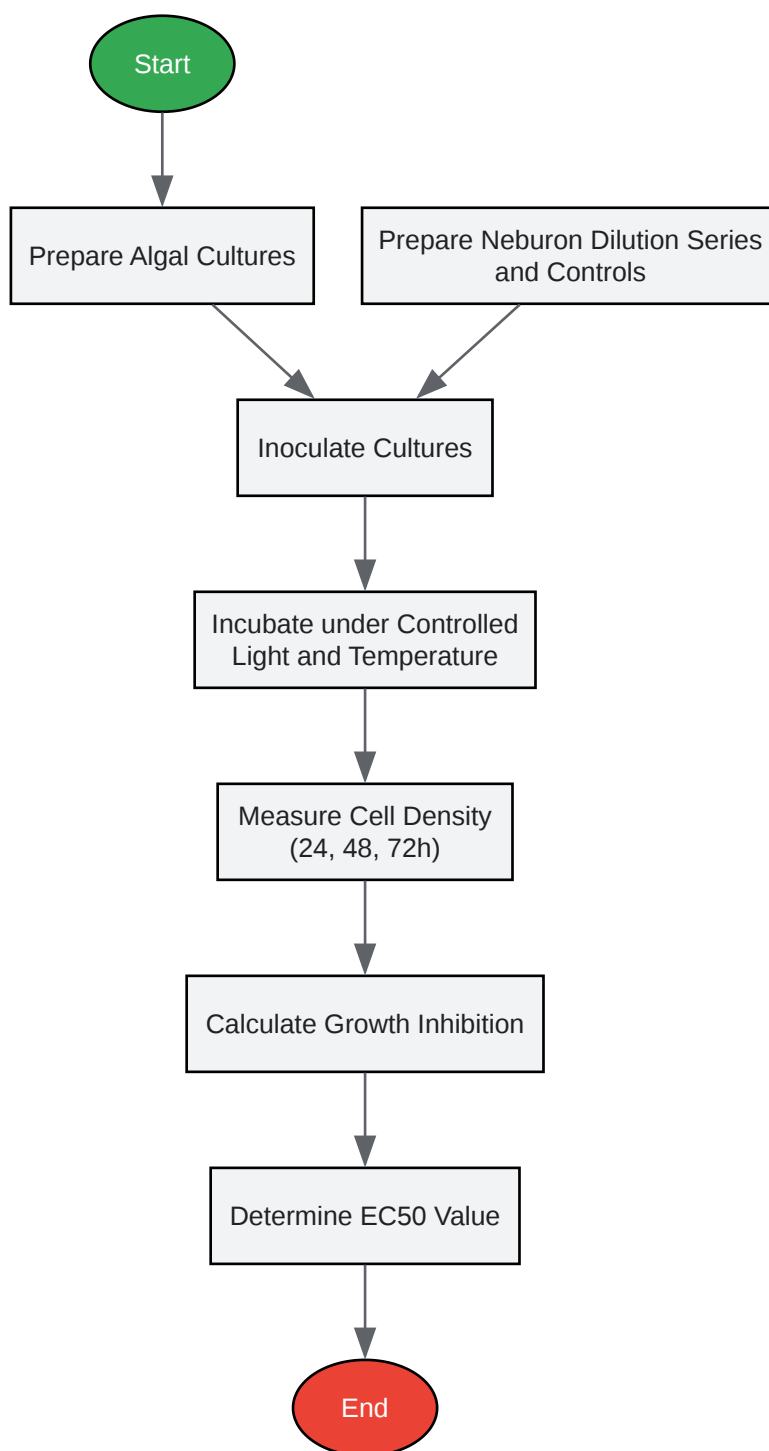 Start
Prepare Algal Cultures
Prepare Neburon Dilution Series
and Controls
Inoculate Cultures
Incubate under Controlled
Light and Temperature
Measure Cell Density
(24, 48, 72h)
Calculate Growth Inhibition
Determine EC50 Value
End